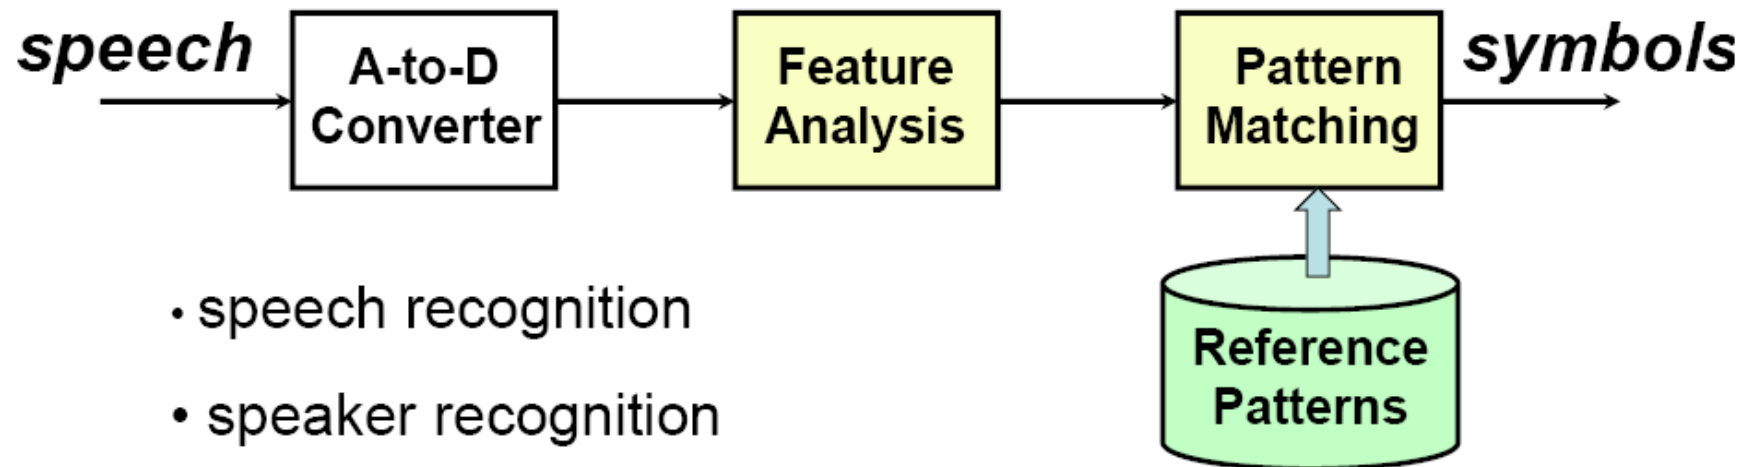 speech
A-to-D
Converter
Feature
Analysis
Pattern
Matching
symbols
• speech recognition
• speaker recognition
Reference
Patterns